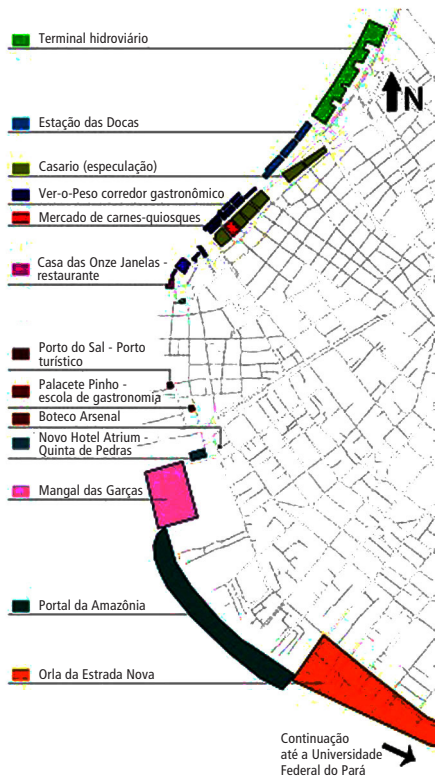 Terminal hidroviário
N
Estação das Docas
Casario (especulação)
Ver-o-Peso corredor gastronômico
Mercado de carnes-quiosques
Casa das Onze Janelas -
restaurante
Porto do Sal - Porto
turístico
Palacete Pinho -
escola de gastronomia
Boteco Arsenal
Novo Hotel Atrium
Quinta de Pedras
Mangal das Garças
Portal da Amazônia
Orla da Estrada Nova
Continuação
até a Universidade
Federal do Pará